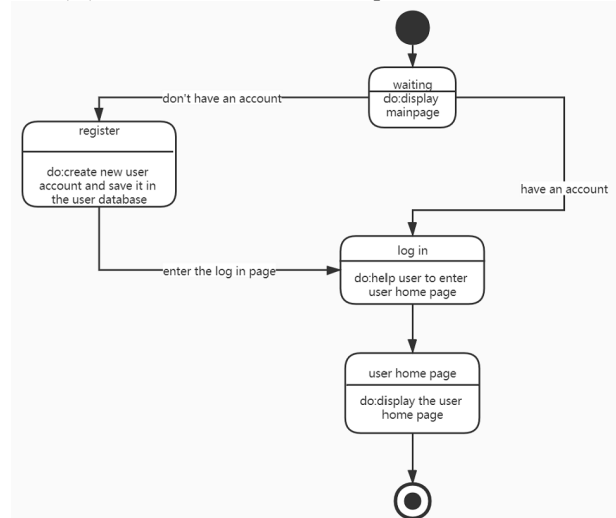 waiting
do:display
mainpage
don't have an account
register
do:create new user
account and save it in
the user database
have an account
log in
enter the log in page
do:help user to enter
user home page
user home page
do:display the user
home page